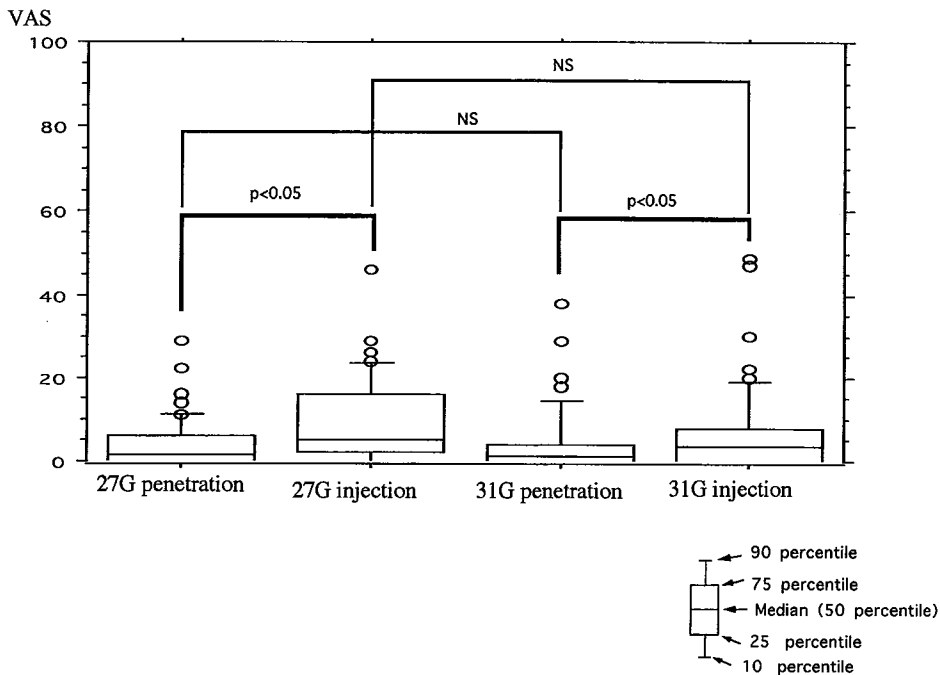 VAS
100
80
60
40
20
0
NS
NS
p<0.05
p<0.05
27G penetration
27G injection
31G penetration
31G injection
90 percentile
75 percentile
Median (50 percentile)
25 percentile
10 percentile